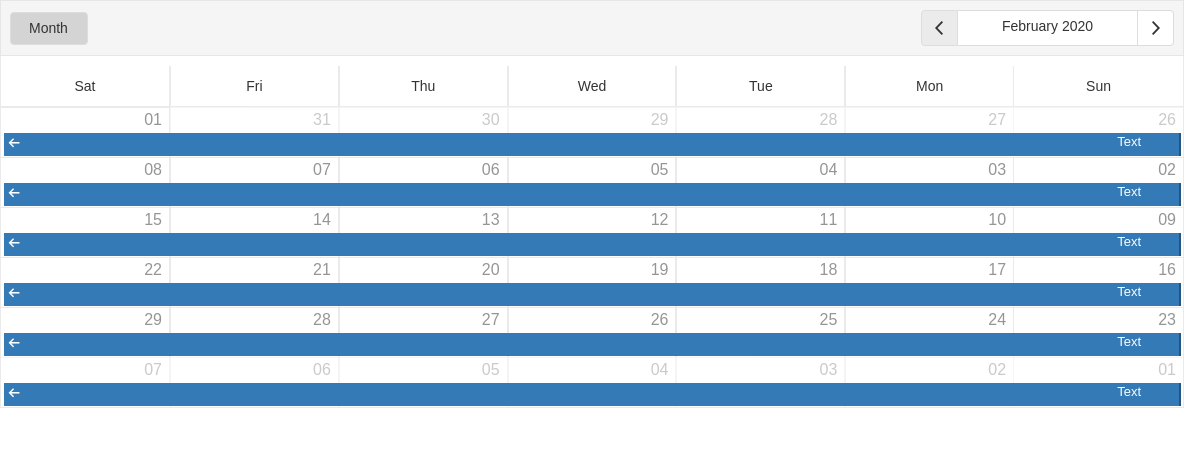 Month February 2020
Sat Fri Thu Wed Tue Mon Sun
01 31 30 29 28 27 26
Text
08 07 06 05 04 03 02
Text
15 14 13 12 11 10 09
Text
22 21 20 19 18 17 16
Text
29 28 27 26 25 24 23
Text
07 06 05 04 03 02 01
Text